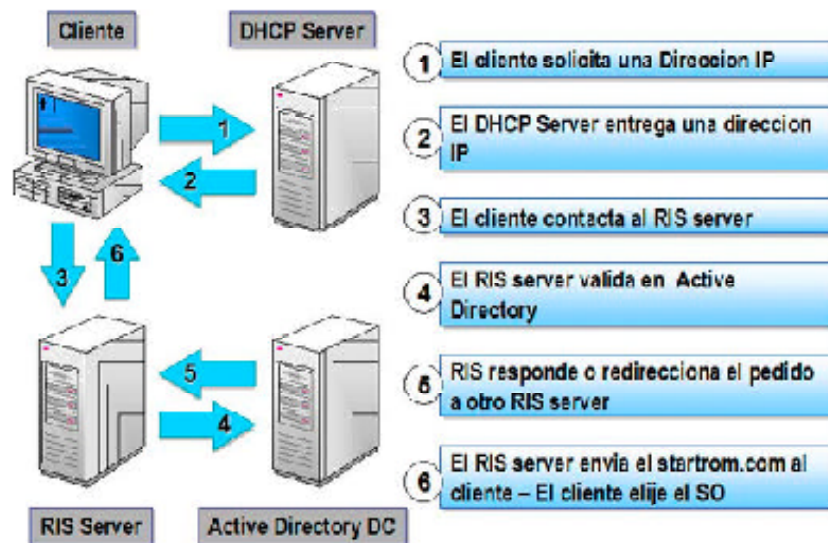 Cliente
DHCP Server
1
2
3
6
5
4
RIS Server
Active Directory DC
1 El cliente solicita una Direccion IP
2 El DHCP Server entrega una direccion
IP
3 El cliente contacta al RIS server
4 El RIS server valida en Active
Directory
5 RIS responde o redirecciona el pedido
a otro RIS server
6 El RIS server envia el startrom.com al
cliente – El cliente elije el SO